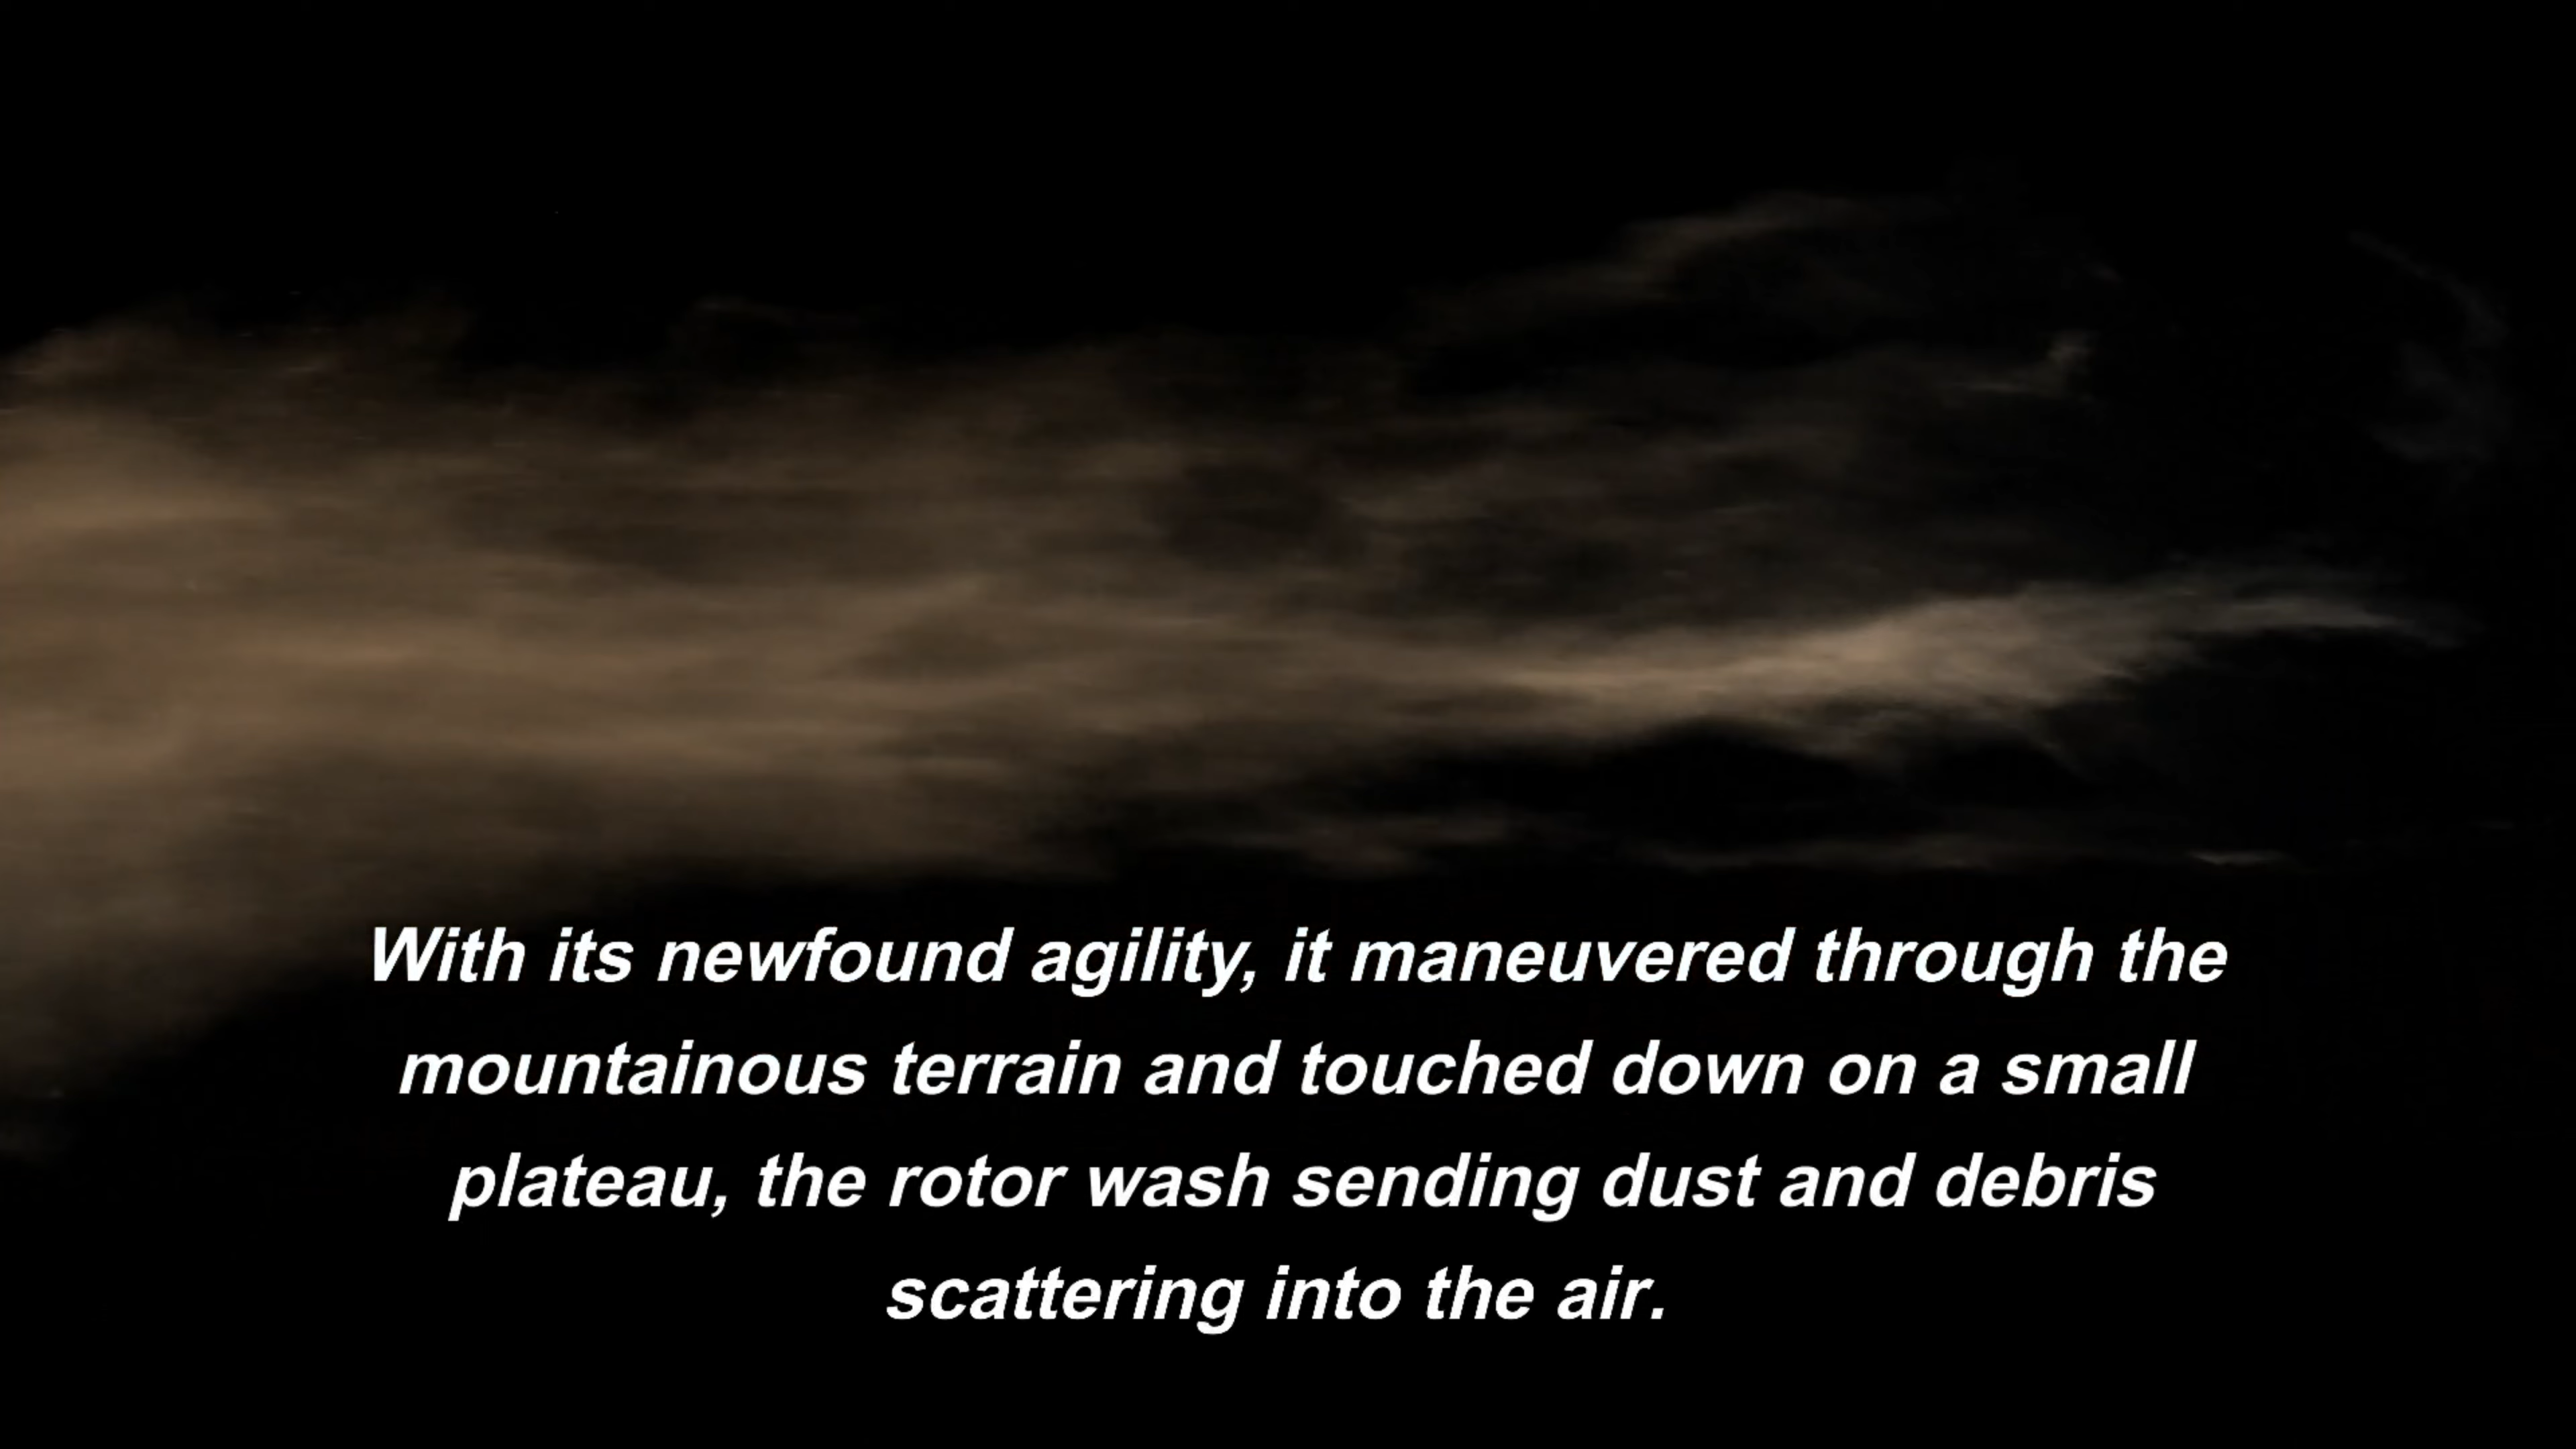 With its newfound agility, it maneuvered through the
mountainous terrain and touched down on a small
plateau, the rotor wash sending dust and debris
scattering into the air.